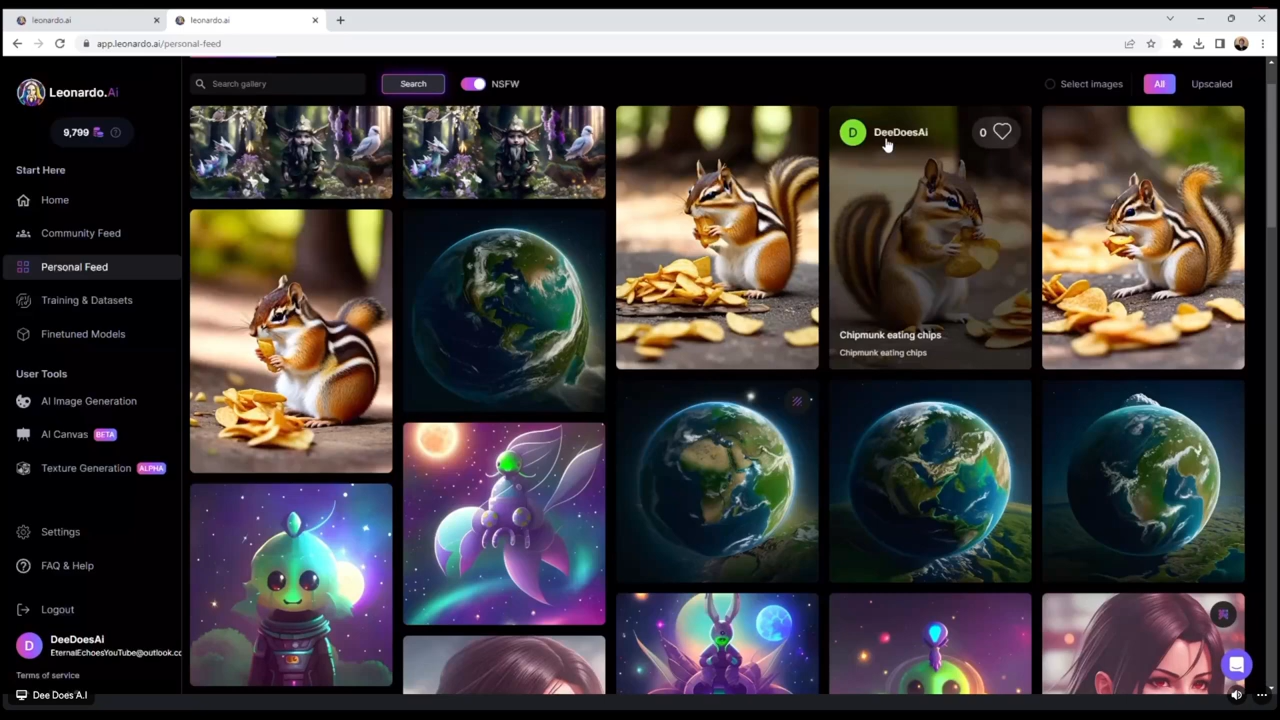 leonardo.ai
leonardo.ai
app.leonardo.ai/personal-feed
Leonardo.Ai
9,799
Start Here
Home
Community Feed
Personal Feed
Training & Datasets
Finetuned Models
User Tools
AI Image Generation
AI Canvas BETA
Texture Generation ALPHA
Settings
FAQ & Help
Logout
D
DeeDoesAi
EternalEchoesYouTube@outlook.cc
Terms of service
Dee Does A.I
Search gallery
Search
NSFW
Select images
All
Upscaled
D
DeeDoesAi
0
Chipmunk eating chips
Chipmunk eating chips